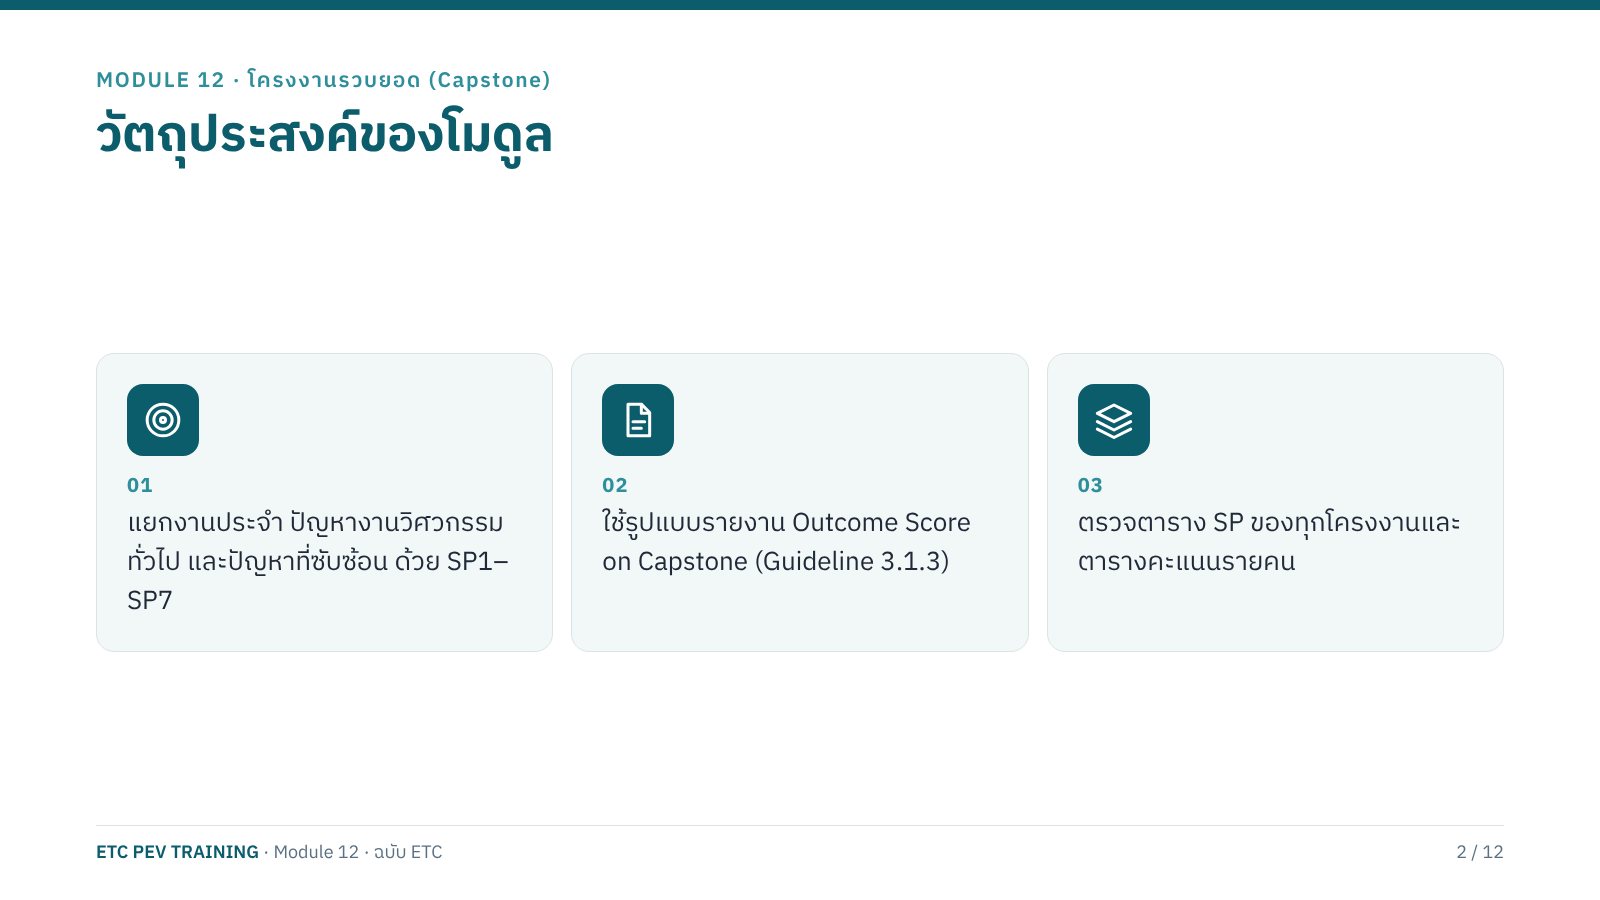 MODULE 12 · โครงงานรวบยอด (Capstone)
วัตถุประสงค์ของโมดูล
01
แยกงานประจำ ปัญหางานวิศวกรรม
ทั่วไป และปัญหาที่ซับซ้อน ด้วย SP1–
SP7
02
ใช้รูปแบบรายงาน Outcome Score
on Capstone (Guideline 3.1.3)
03
ตรวจตาราง SP ของทุกโครงงานและ
ตารางคะแนนรายคน
ETC PEV TRAINING · Module 12 · ฉบับ ETC
2 / 12